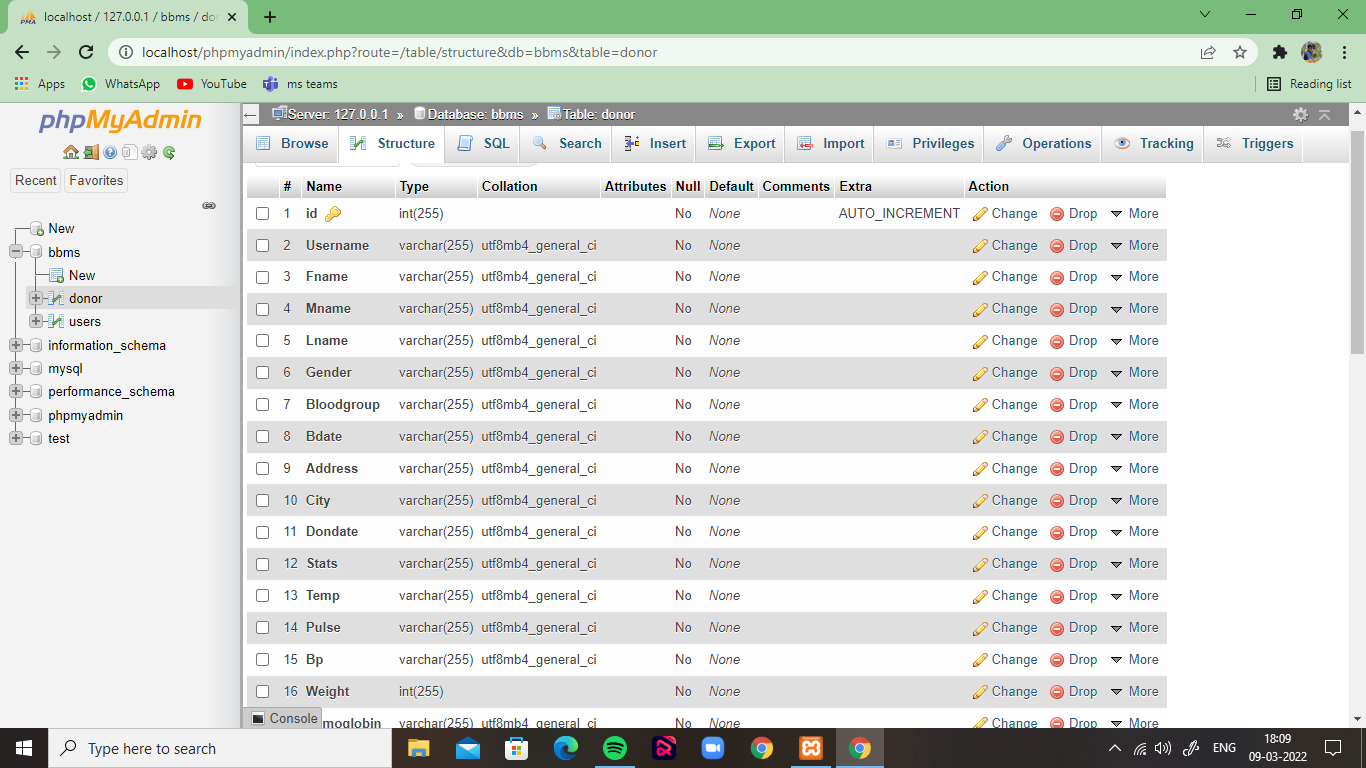 localhost / 127.0.0.1 / bbms / don
localhost/phpmyadmin/index.php?route=/table/structure&db=bbms&table=donor
Apps WhatsApp YouTube ms teams Reading list
phpMyAdmin
Recent Favorites
New
bbms
New
donor
users
information_schema
mysql
performance_schema
phpmyadmin
test
Server: 127.0.0.1 » Database: bbms » Table: donor
Browse Structure SQL Search Insert Export Import Privileges Operations Tracking Triggers
# Name Type Collation Attributes Null Default Comments Extra Action
1 id int(255) No None AUTO_INCREMENT Change Drop More
2 Username varchar(255) utf8mb4_general_ci No None Change Drop More
3 Fname varchar(255) utf8mb4_general_ci No None Change Drop More
4 Mname varchar(255) utf8mb4_general_ci No None Change Drop More
5 Lname varchar(255) utf8mb4_general_ci No None Change Drop More
6 Gender varchar(255) utf8mb4_general_ci No None Change Drop More
7 Bloodgroup varchar(255) utf8mb4_general_ci No None Change Drop More
8 Bdate varchar(255) utf8mb4_general_ci No None Change Drop More
9 Address varchar(255) utf8mb4_general_ci No None Change Drop More
10 City varchar(255) utf8mb4_general_ci No None Change Drop More
11 Dondate varchar(255) utf8mb4_general_ci No None Change Drop More
12 Stats varchar(255) utf8mb4_general_ci No None Change Drop More
13 Temp varchar(255) utf8mb4_general_ci No None Change Drop More
14 Pulse varchar(255) utf8mb4_general_ci No None Change Drop More
15 Bp varchar(255) utf8mb4_general_ci No None Change Drop More
16 Weight int(255) No None Change Drop More
moglobin varchar(255) utf8mb4_general_ci No None Change Drop More
Console
Type here to search
ENG
18:09
09-03-2022